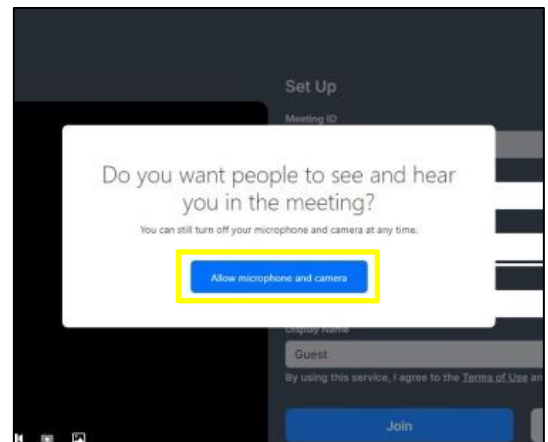 Set Up
Meeting ID
Do you want people to see and hear
you in the meeting?
You can still turn off your microphone and camera at any time.
Allow microphone and camera
Display Name
Guest
By using this service, I agree to the Terms of Use an
Join